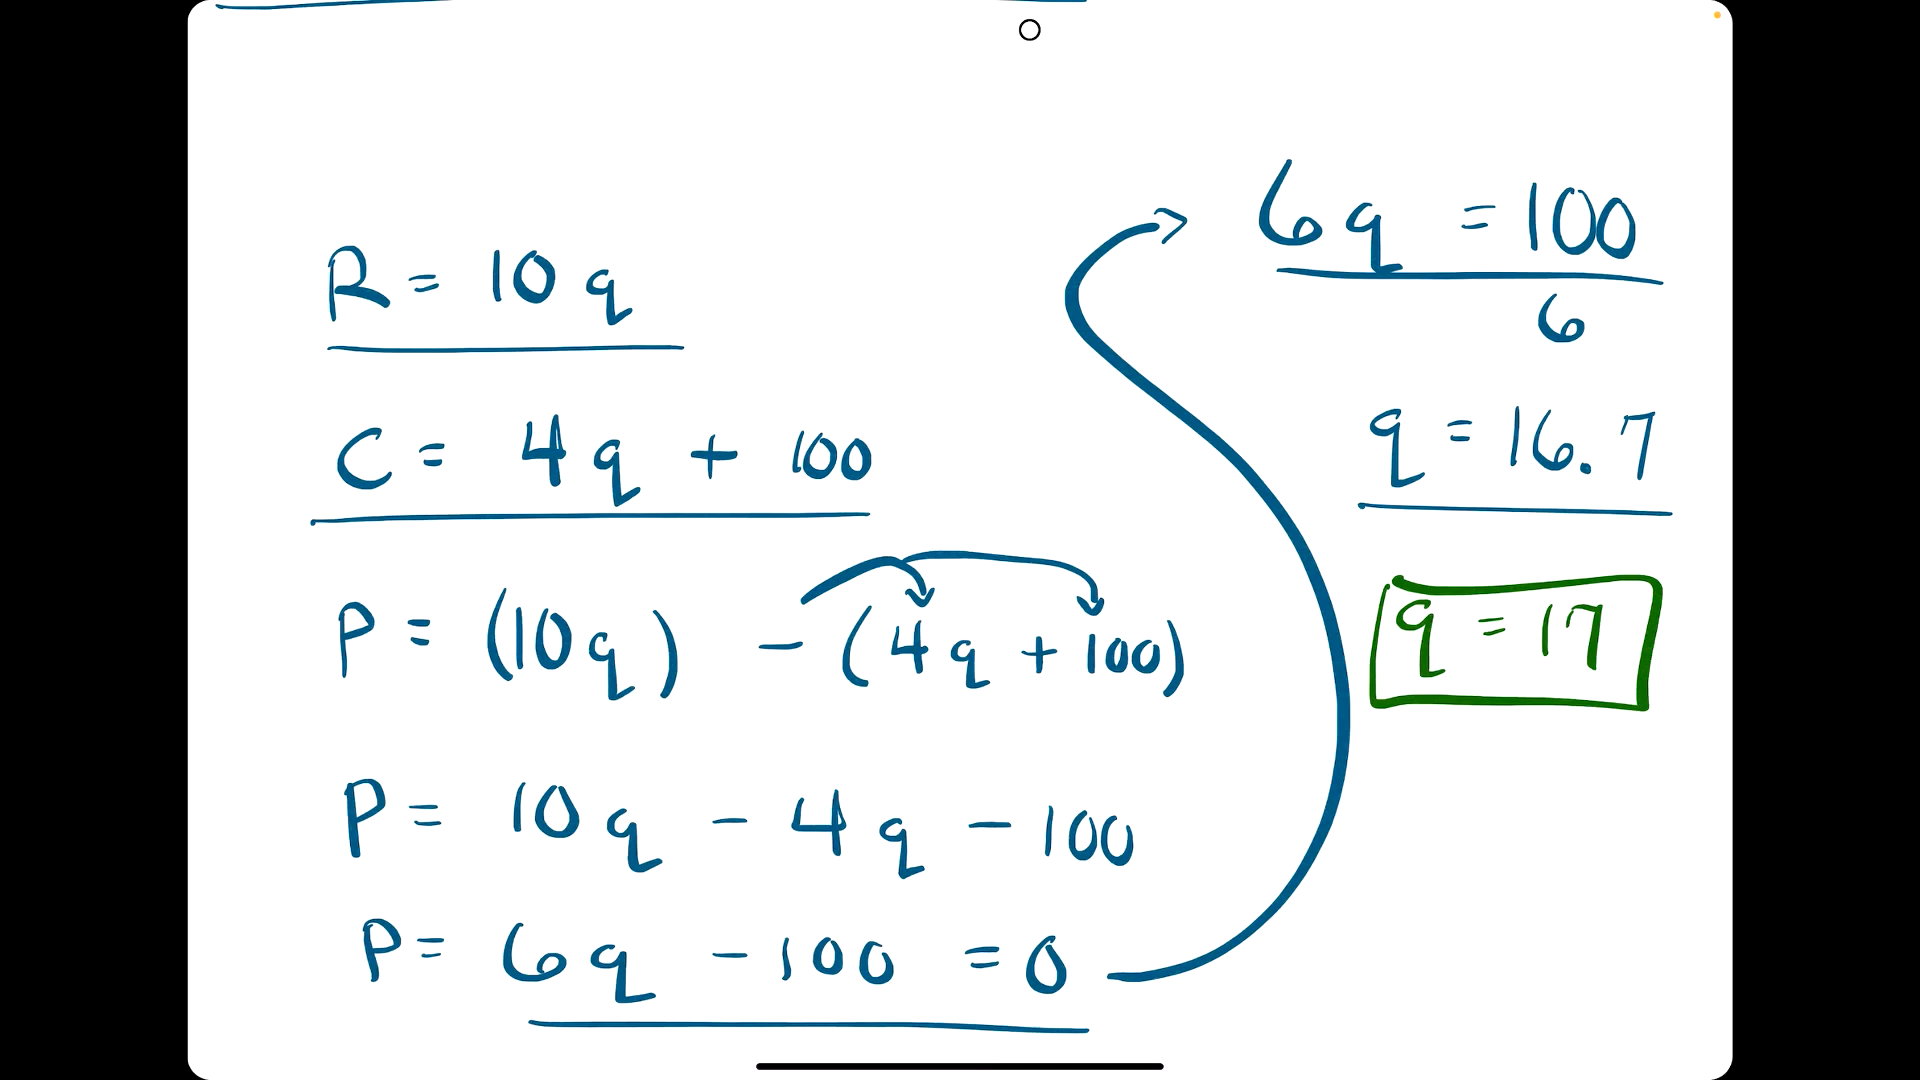 R = 10q
C = 4q + 100
P = (10q) - (4q + 100)
P = 10q - 4q - 100
P = 6q - 100 = 0
6q = 100
6
q = 16.7
q = 17